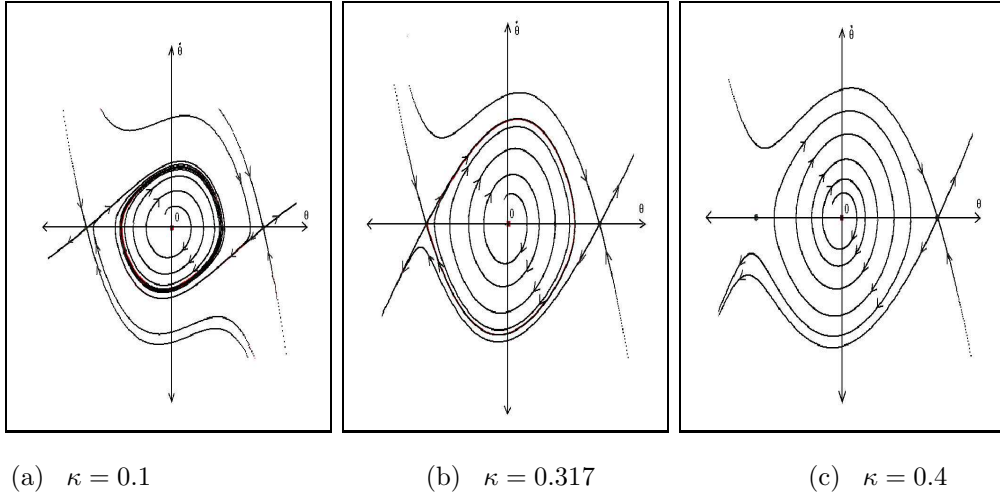 θ̇
θ
0
θ̇
θ
0
θ̇
θ
0
(a) κ = 0.1
(b) κ = 0.317
(c) κ = 0.4